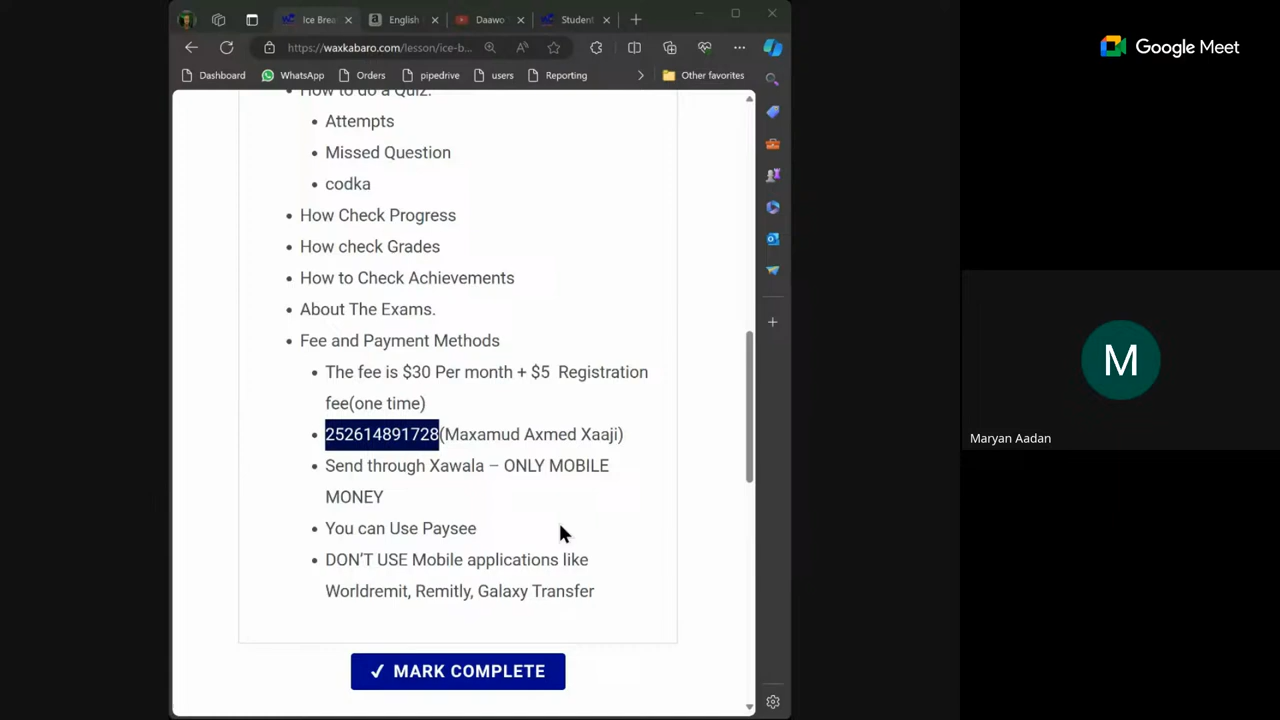 Ice Brea
English
Daawo
Student
https://waxkabaro.com/lesson/ice-b...
Dashboard
WhatsApp
Orders
pipedrive
users
Reporting
Other favorites
How to do a Quiz.
Attempts
Missed Question
codka
How Check Progress
How check Grades
How to Check Achievements
About The Exams.
Fee and Payment Methods
The fee is $30 Per month + $5 Registration
fee(one time)
252614891728(Maxamud Axmed Xaaji)
Send through Xawala – ONLY MOBILE
MONEY
You can Use Paysee
DON'T USE Mobile applications like
Worldremit, Remitly, Galaxy Transfer
✓ MARK COMPLETE
Google Meet
M
Maryan Aadan